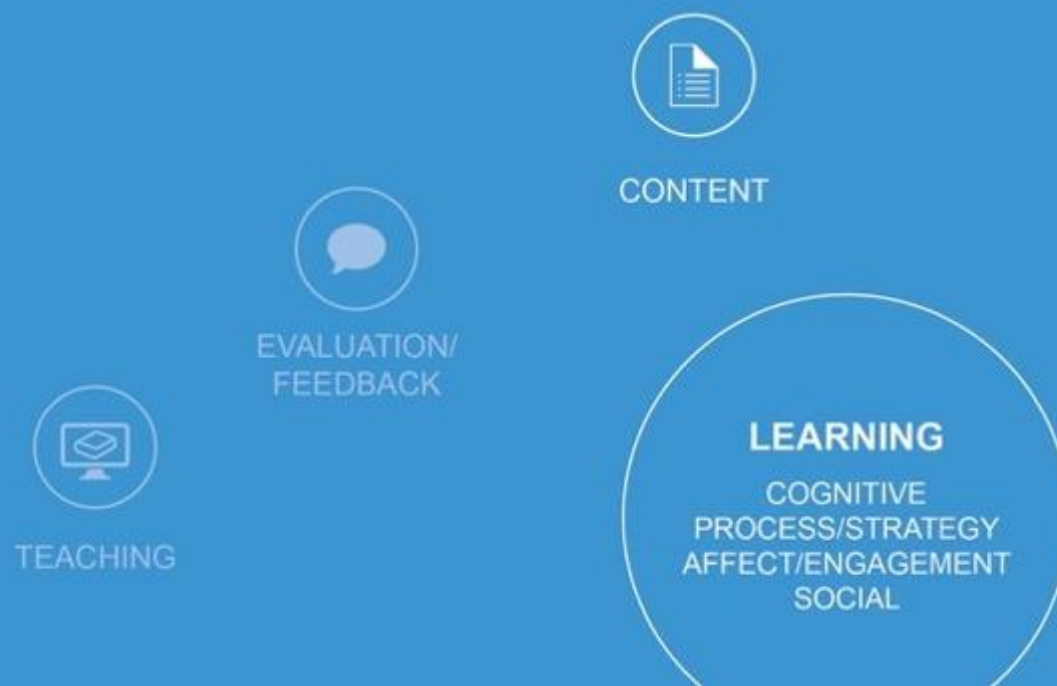 CONTENT
EVALUATION/
FEEDBACK
TEACHING
LEARNING
COGNITIVE
PROCESS/STRATEGY
AFFECT/ENGAGEMENT
SOCIAL